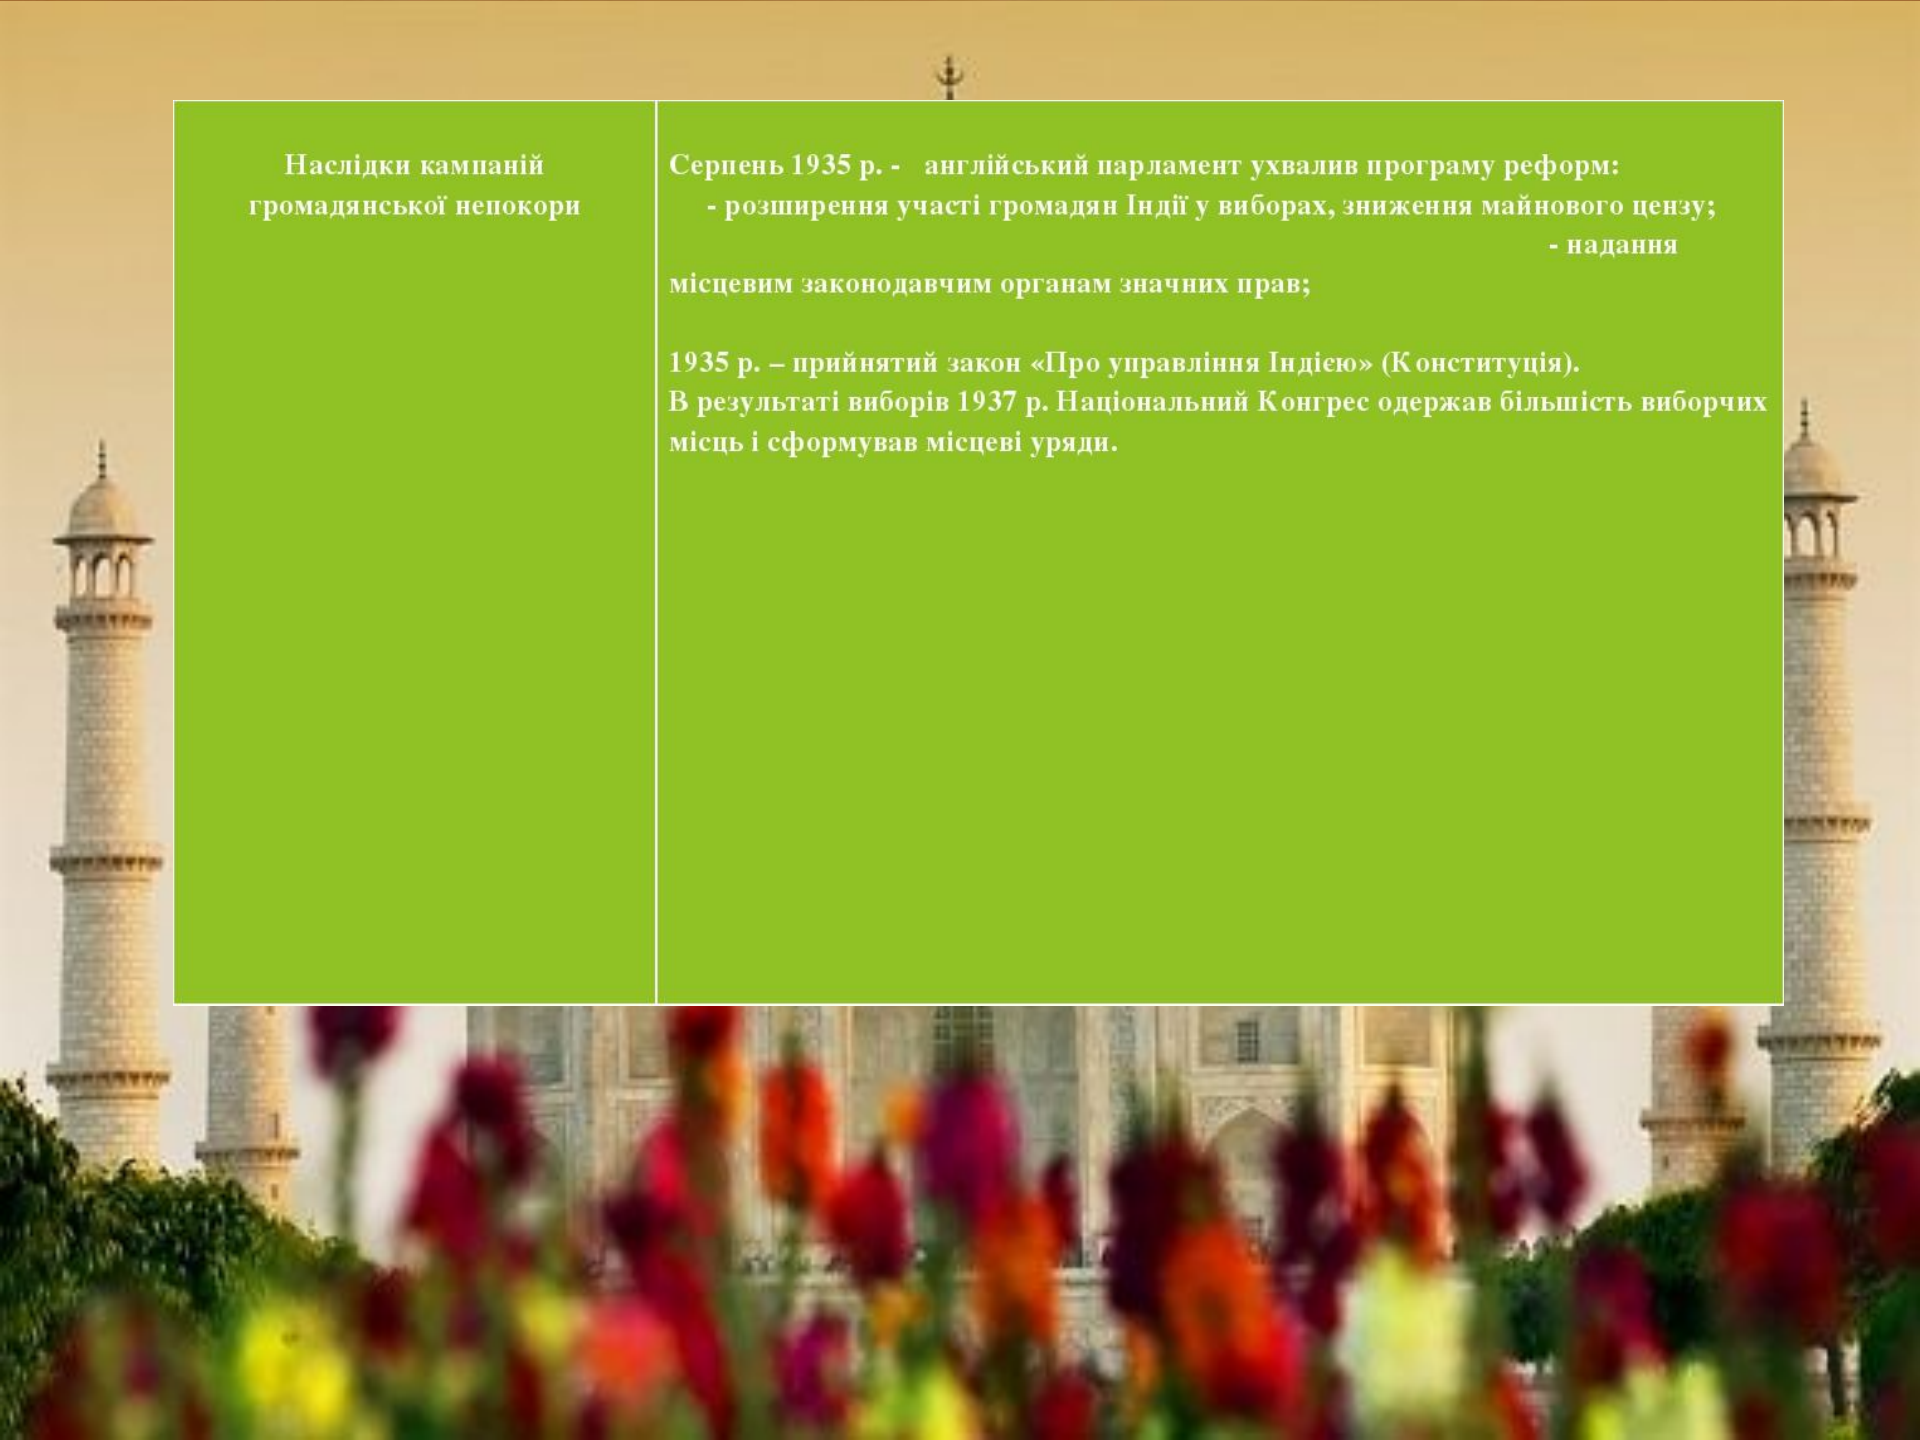 Наслідки кампаній
громадянської непокори
Серпень 1935 р. - англійський парламент ухвалив програму реформ:
- розширення участі громадян Індії у виборах, зниження майнового цензу;
- надання
місцевим законодавчим органам значних прав;
1935 р. – прийнятий закон «Про управління Індією» (Конституція).
В результаті виборів 1937 р. Національний Конгрес одержав більшість виборчих
місць і сформував місцеві уряди.